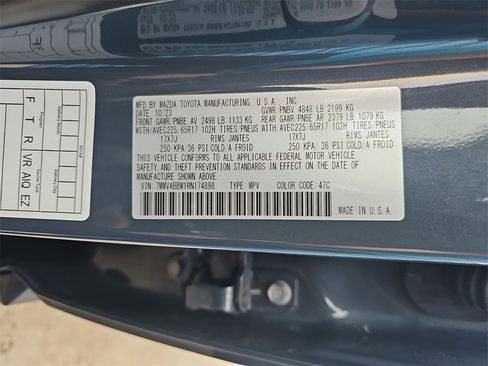 MFD BY MAZDA TOYOTA MANUFACTURING, U.S.A., INC.
DATE: 10/23 GVWR/PNBV 4848 LB 2199 KG
FRONT GAWR/PNBE AV 2498 LB 1133 KG REAR GAWR/PNBE AR 2379 LB 1079 KG
WITH/AVEC225/65R17 102H TIRES/PNEUS WITH/AVEC225/65R17 102H TIRES/PNEUS
17X7J RIMS/JANTES 17X7J RIMS/JANTES
250 KPA/36 PSI COLD/A FROID 250 KPA/36 PSI COLD/A FROID
THIS VEHICLE CONFORMS TO ALL APPLICABLE FEDERAL MOTOR VEHICLE
SAFETY, BUMPER, AND THEFT PREVENTION STANDARDS IN EFFECT ON THE DATE
OF MANUFACTURE SHOWN ABOVE.
VIN: 7MMVABBM1RN174898 TYPE: MPV COLOR CODE: 47C
MADE IN U.S.A.
F T R VR AIQ EZ